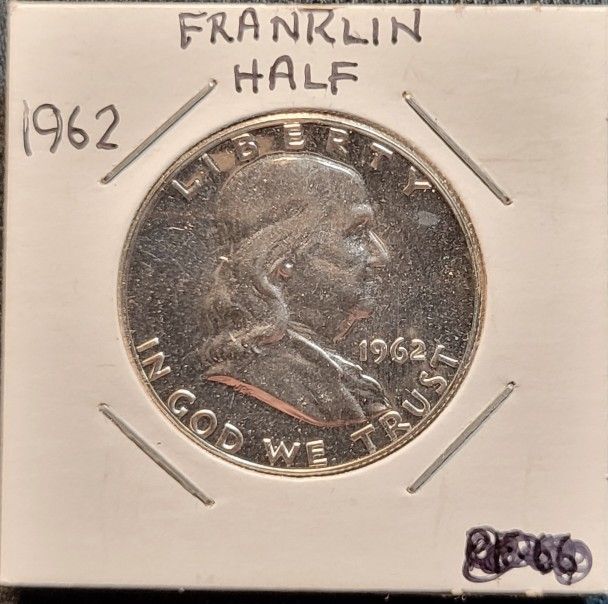 FRANKLIN
HALF
1962
LIBERTY
1962
IN GOD WE TRUST